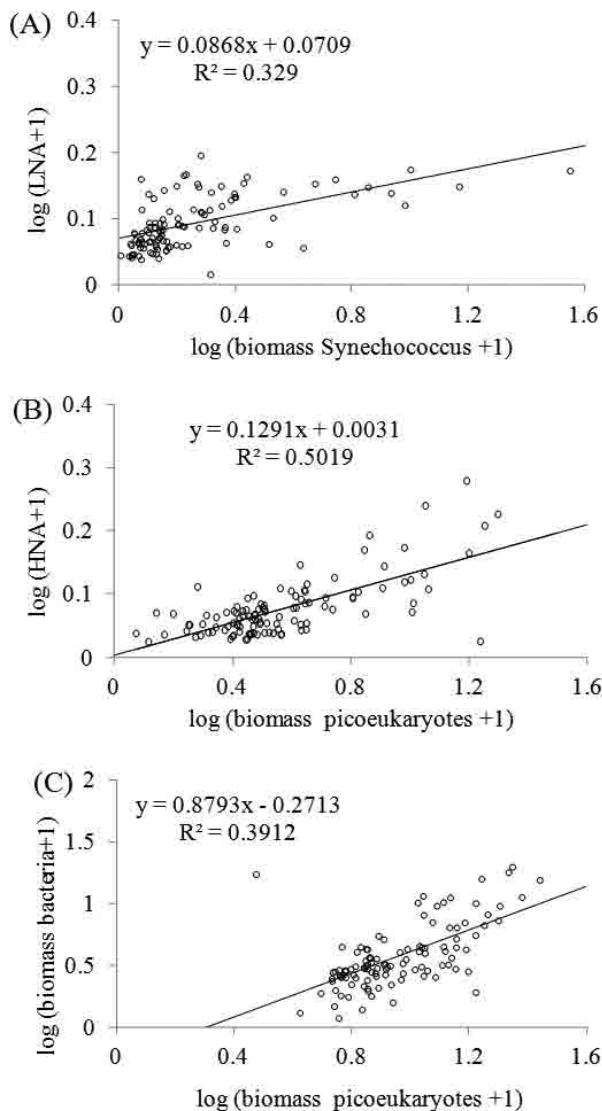 (A)
y = 0.0868x + 0.0709
R² = 0.329
0.4
0.3
0.2
0.1
0
log (LNA+1)
0 0.4 0.8 1.2 1.6
log (biomass Synechococcus +1)
(B)
y = 0.1291x + 0.0031
R² = 0.5019
0.4
0.3
0.2
0.1
0
log (HNA+1)
0 0.4 0.8 1.2 1.6
log (biomass picoeukaryotes +1)
(C)
y = 0.8793x - 0.2713
R² = 0.3912
2
1.5
1
0.5
0
log (biomass bacteria+1)
0 0.4 0.8 1.2 1.6
log (biomass picoeukaryotes +1)